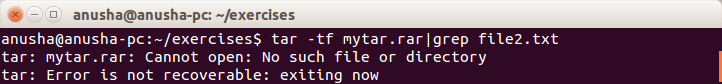 anusha@anusha-pc: ~/exercises
anusha@anusha-pc:~/exercises$ tar -tf mytar.rar|grep file2.txt
tar: mytar.rar: Cannot open: No such file or directory
tar: Error is not recoverable: exiting now